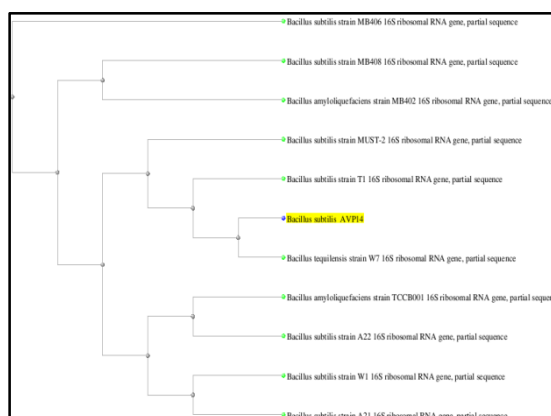 Bacillus subtilis strain MB406 16S ribosomal RNA gene, partial sequence
Bacillus subtilis strain MB408 16S ribosomal RNA gene, partial sequence
Bacillus amyloliquefaciens strain MB402 16S ribosomal RNA gene, partial sequence
Bacillus subtilis strain MUST-2 16S ribosomal RNA gene, partial sequence
Bacillus subtilis strain T1 16S ribosomal RNA gene, partial sequence
Bacillus subtilis AVP14
Bacillus tequilensis strain W7 16S ribosomal RNA gene, partial sequence
Bacillus amyloliquefaciens strain TCCB001 16S ribosomal RNA gene, partial sequen
Bacillus subtilis strain A22 16S ribosomal RNA gene, partial sequence
Bacillus subtilis strain W1 16S ribosomal RNA gene, partial sequence
Bacillus subtilis strain A21 16S ribosomal RNA gene, partial sequence